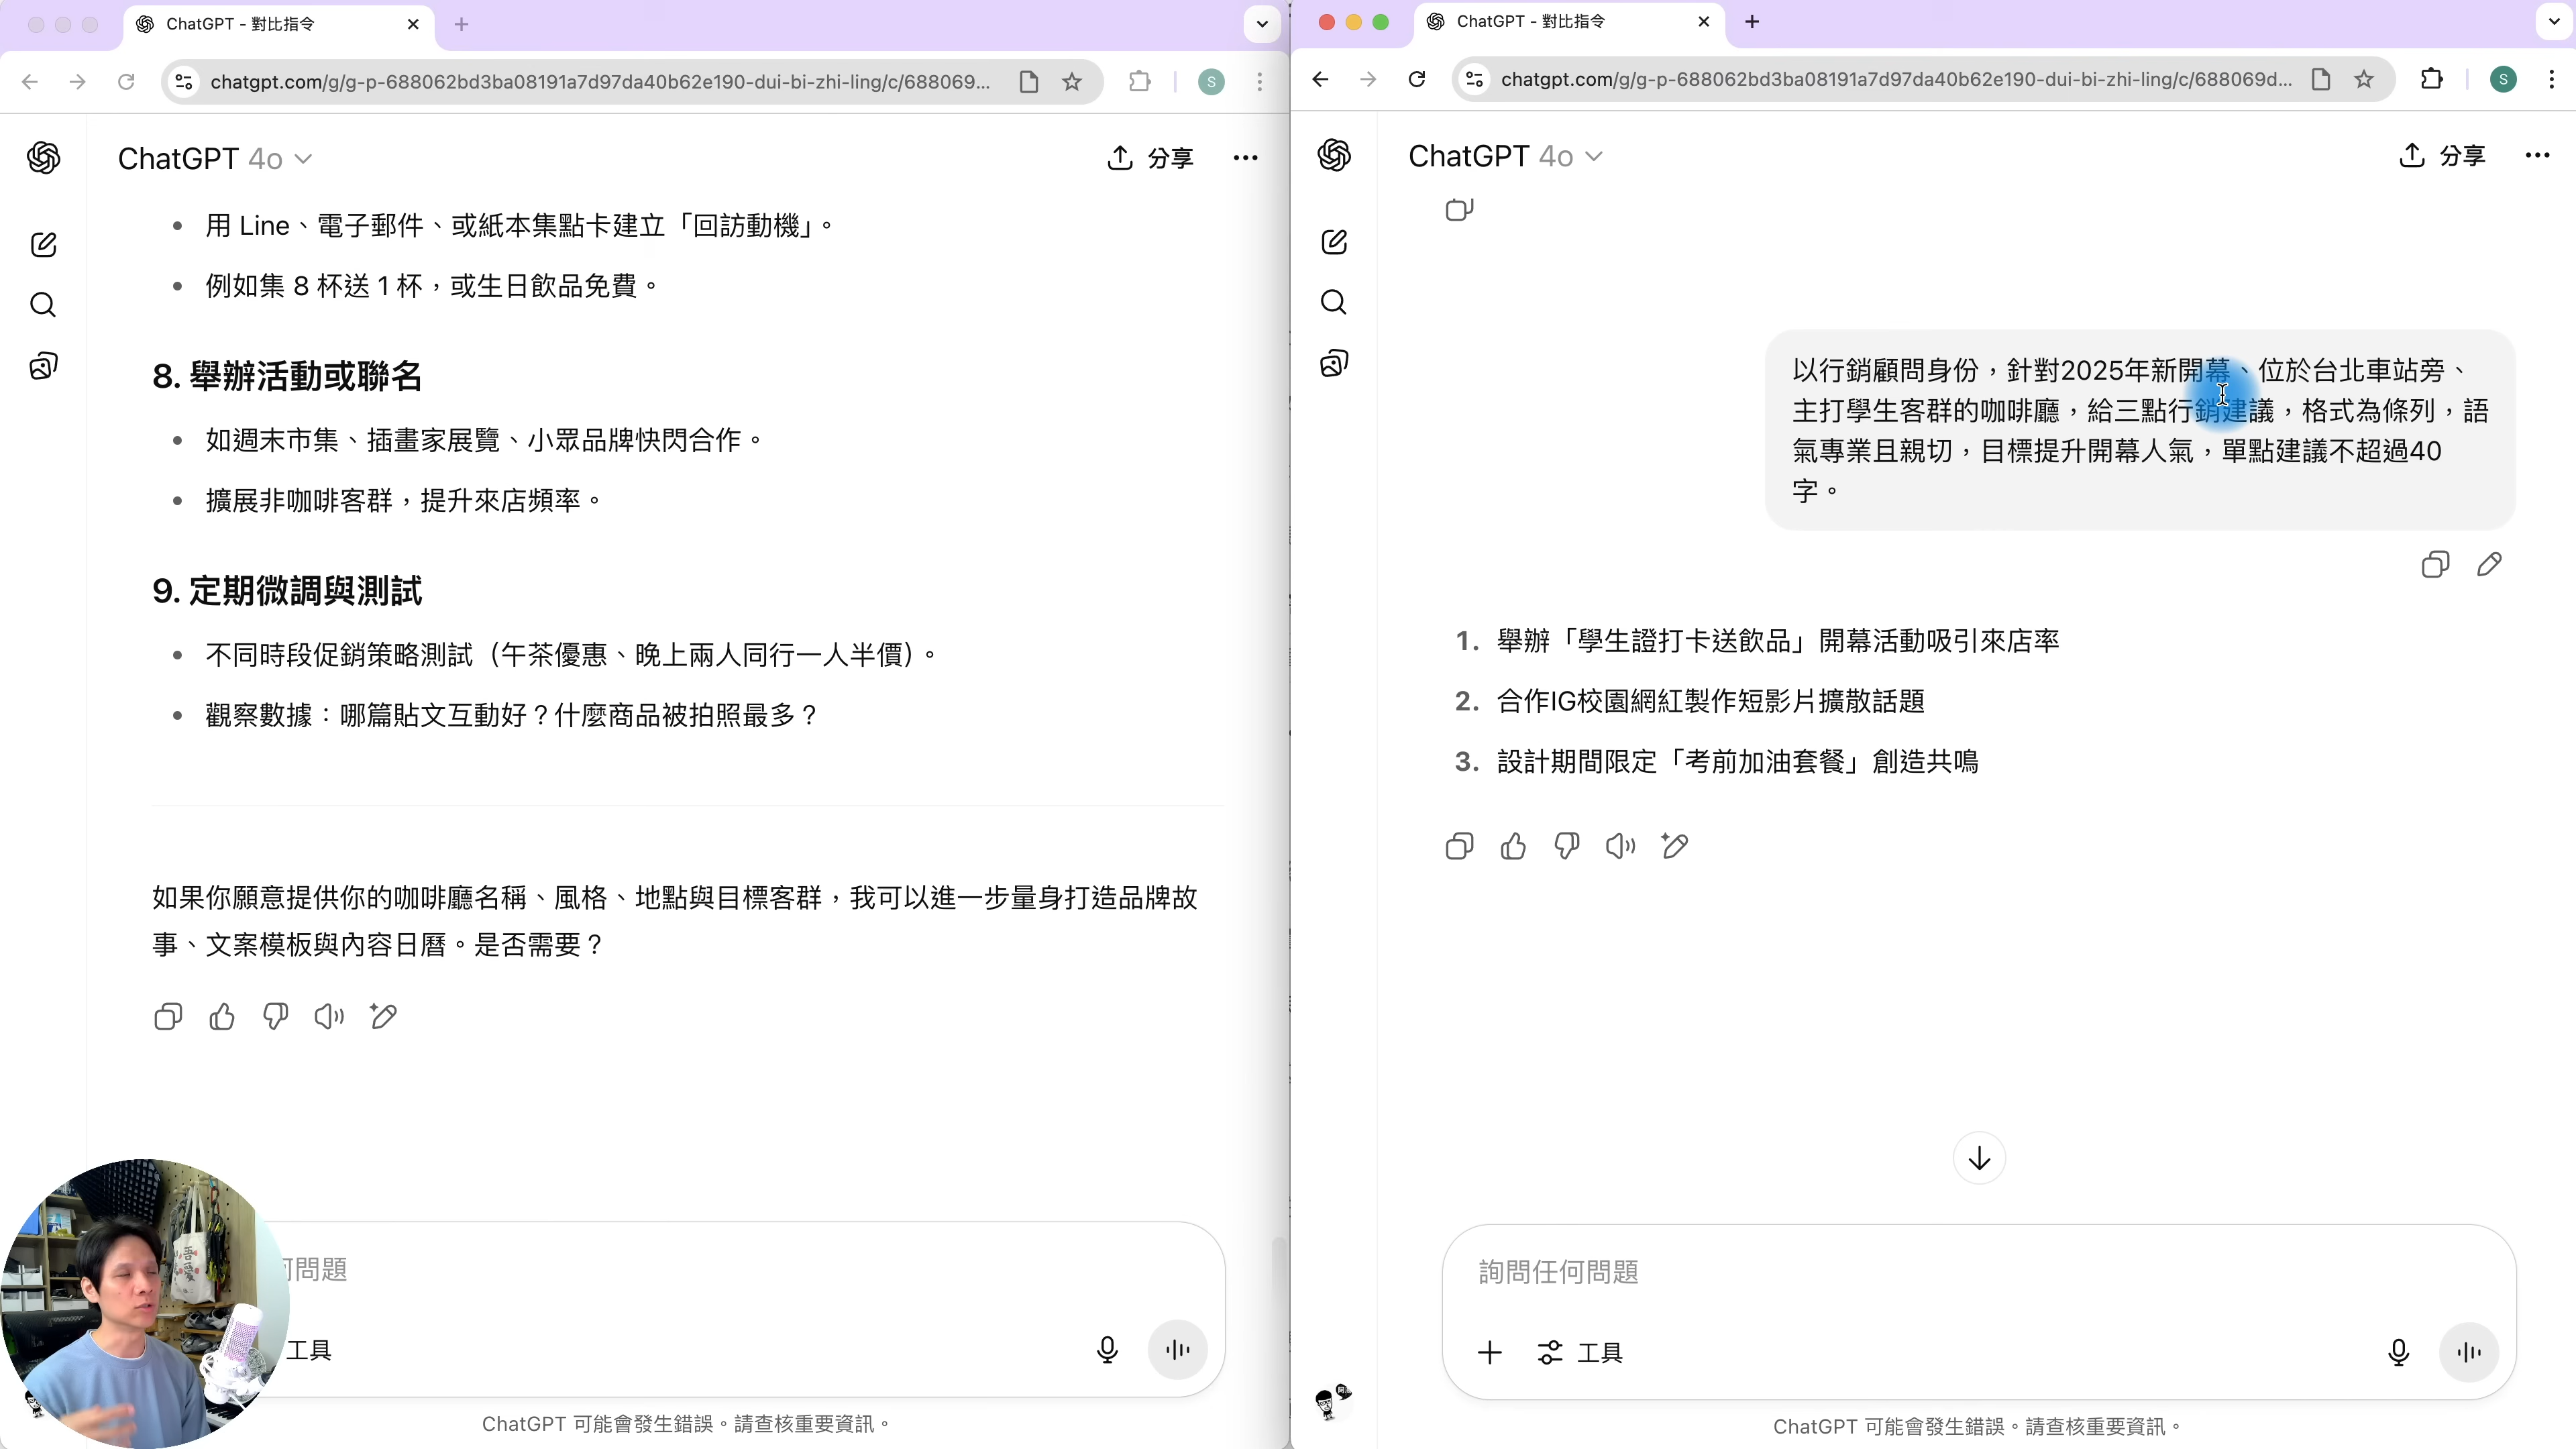 ChatGPT - 對比指令
chatgpt.com/g/g-p-688062bd3ba08191a7d97da40b62e190-dui-bi-zhi-ling/c/688069...
S
ChatGPT 4o
分享
用 Line、電子郵件、或紙本集點卡建立「回訪動機」。
例如集 8 杯送 1 杯，或生日飲品免費。
8. 舉辦活動或聯名
如週末市集、插畫家展覽、小眾品牌快閃合作。
擴展非咖啡客群，提升來店頻率。
9. 定期微調與測試
不同時段促銷策略測試（午茶優惠、晚上兩人同行一人半價）。
觀察數據：哪篇貼文互動好？什麼商品被拍照最多？
如果你願意提供你的咖啡廳名稱、風格、地點與目標客群，我可以進一步量身打造品牌故
事、文案模板與內容日曆。是否需要？
何問題
工具
ChatGPT 可能會發生錯誤。請查核重要資訊。
ChatGPT - 對比指令
chatgpt.com/g/g-p-688062bd3ba08191a7d97da40b62e190-dui-bi-zhi-ling/c/688069d...
S
ChatGPT 4o
分享
以行銷顧問身份，針對2025年新開幕、位於台北車站旁、
主打學生客群的咖啡廳，給三點行銷建議，格式為條列，語
氣專業且親切，目標提升開幕人氣，單點建議不超過40
字。
1. 舉辦「學生證打卡送飲品」開幕活動吸引來店率
2. 合作IG校園網紅製作短影片擴散話題
3. 設計期間限定「考前加油套餐」創造共鳴
詢問任何問題
工具
ChatGPT 可能會發生錯誤。請查核重要資訊。